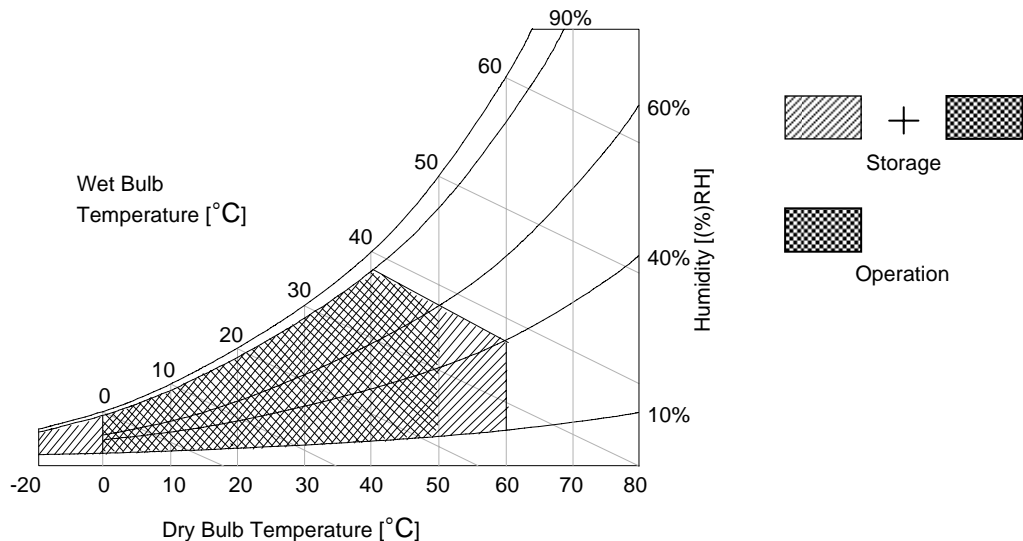 90%
60
60%
50
Wet Bulb
Temperature [°C]
40
30
20
10
0
40%
10%
Humidity [(%)RH]
-20 0 10 20 30 40 50 60 70 80
Dry Bulb Temperature [°C]
Storage
Operation